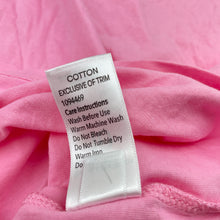 COTTON
EXCLUSIVE OF TRIM
1094469
Care Instructions
Wash Before Use
Warm Machine Wash
Do Not Bleach
Do Not Tumble Dry
Warm Iron
Do